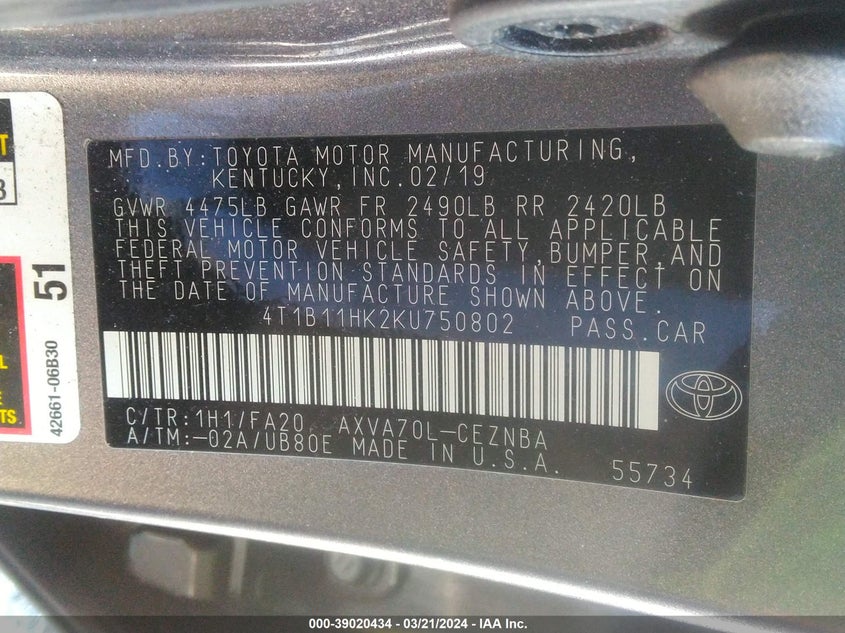 MFD.BY:TOYOTA MOTOR MANUFACTURING,
KENTUCKY,INC.02/19
GVWR 4475LB GAWR FR 2490LB RR 2420LB
THIS VEHICLE CONFORMS TO ALL APPLICABLE
FEDERAL MOTOR VEHICLE SAFETY,BUMPER,AND
THEFT PREVENTION STANDARDS IN EFFECT ON
THE DATE OF MANUFACTURE SHOWN ABOVE.
4T1B11HK2KU750802 PASS.CAR
C/TR:1H1/FA20 AXVA70L-CEZNBA
A/TM:-02A/UB80E MADE IN U.S.A.
55734
51
42661-06B30
000-39020434 - 03/21/2024 - IAA Inc.